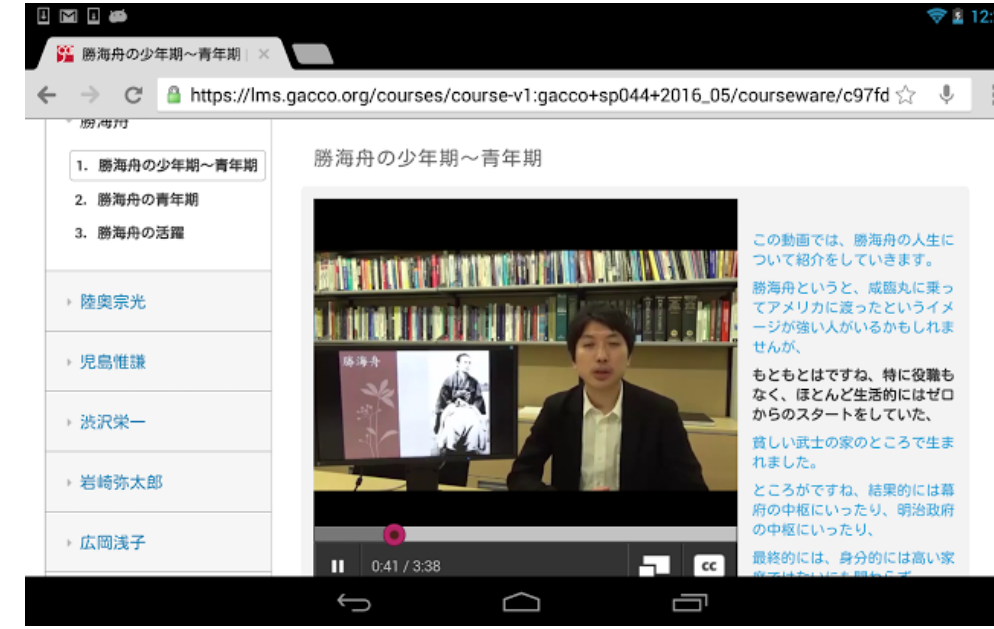 12:
勝海舟の少年期～青年期
https://lms.gacco.org/courses/course-v1:gacco+sp044+2016_05/courseware/c97fd
勝海舟
1. 勝海舟の少年期～青年期
2. 勝海舟の青年期
3. 勝海舟の活躍
陸奥宗光
児島惟謙
渋沢栄一
岩崎弥太郎
広岡浅子
勝海舟の少年期～青年期
勝海舟
0:41 / 3:38
CC
この動画では、勝海舟の人生に
ついて紹介をしていきます。
勝海舟というと、咸臨丸に乗っ
てアメリカに渡ったというイメ
ージが強い人がいるかもしれま
せんが、
もともとはですね、特に役職も
なく、ほとんど生活的にはゼロ
からのスタートをしていた、
貧しい武士の家のところで生ま
れました。
ところがですね、結果的には幕
府の中枢にいったり、明治政府
の中枢にいったり、
最終的には、身分的には高い家
庭ではないにも関わらず